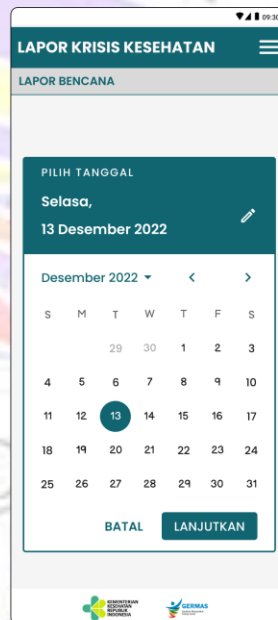 09:30
LAPOR KRISIS KESEHATAN
LAPOR BENCANA
PILIH TANGGAL
Selasa,
13 Desember 2022
Desember 2022
S M T W T F S
29 30 1 2 3
4 5 6 7 8 9 10
11 12 13 14 15 16 17
18 19 20 21 22 23 24
25 26 27 28 29 30 31
BATAL LANJUTKAN
KEMENTERIAN
KESEHATAN
REPUBLIK
INDONESIA
GERMAS